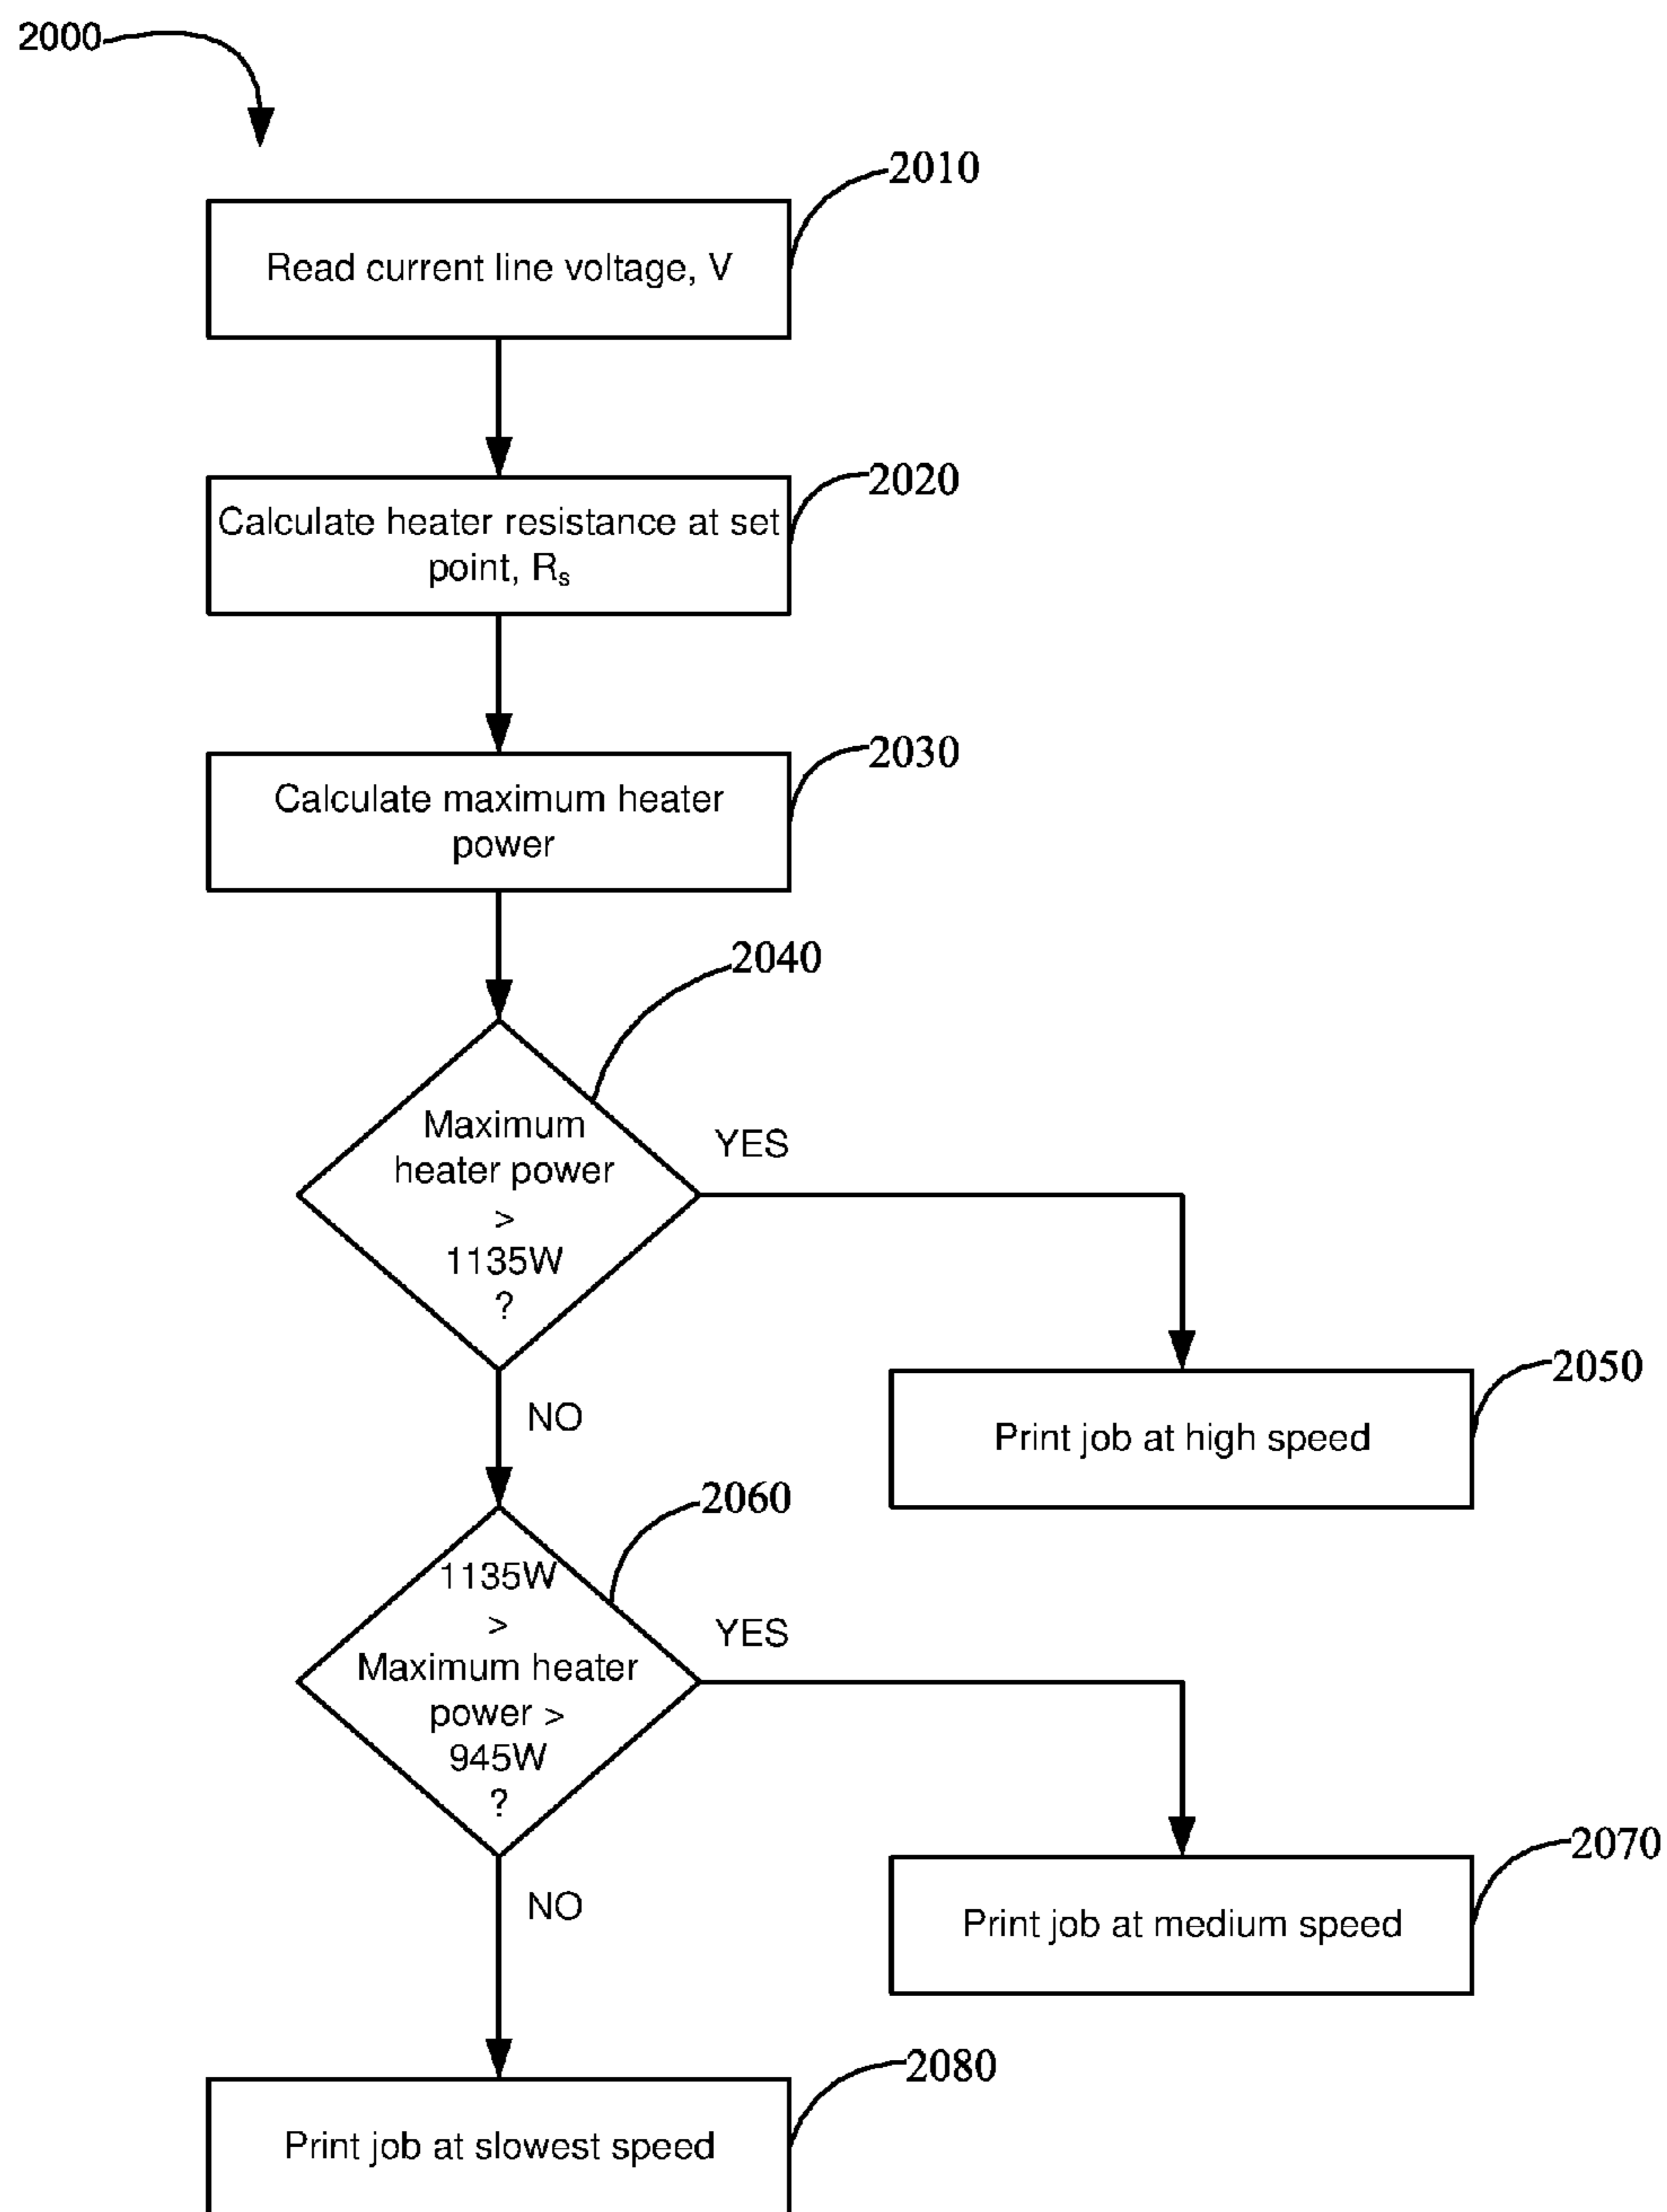 2000
2010
Read current line voltage, V
2020
Calculate heater resistance at set
point, Rs
2030
Calculate maximum heater
power
2040
Maximum
heater power
>
1135W
?
YES
NO
2050
Print job at high speed
2060
1135W
>
Maximum heater
power >
945W
?
YES
NO
2070
Print job at medium speed
2080
Print job at slowest speed